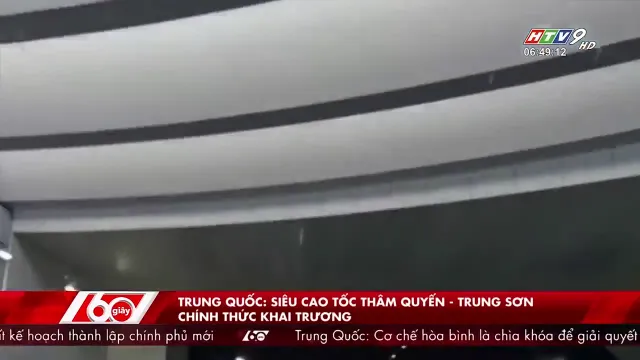 HTV9 HD
06:49:12
60 giây
TRUNG QUỐC: SIÊU CAO TỐC THÂM QUYẾN - TRUNG SƠN
CHÍNH THỨC KHAI TRƯƠNG
kế hoạch thành lập chính phủ mới 60 Trung Quốc: Cơ chế hòa bình là chìa khóa để giải quyết